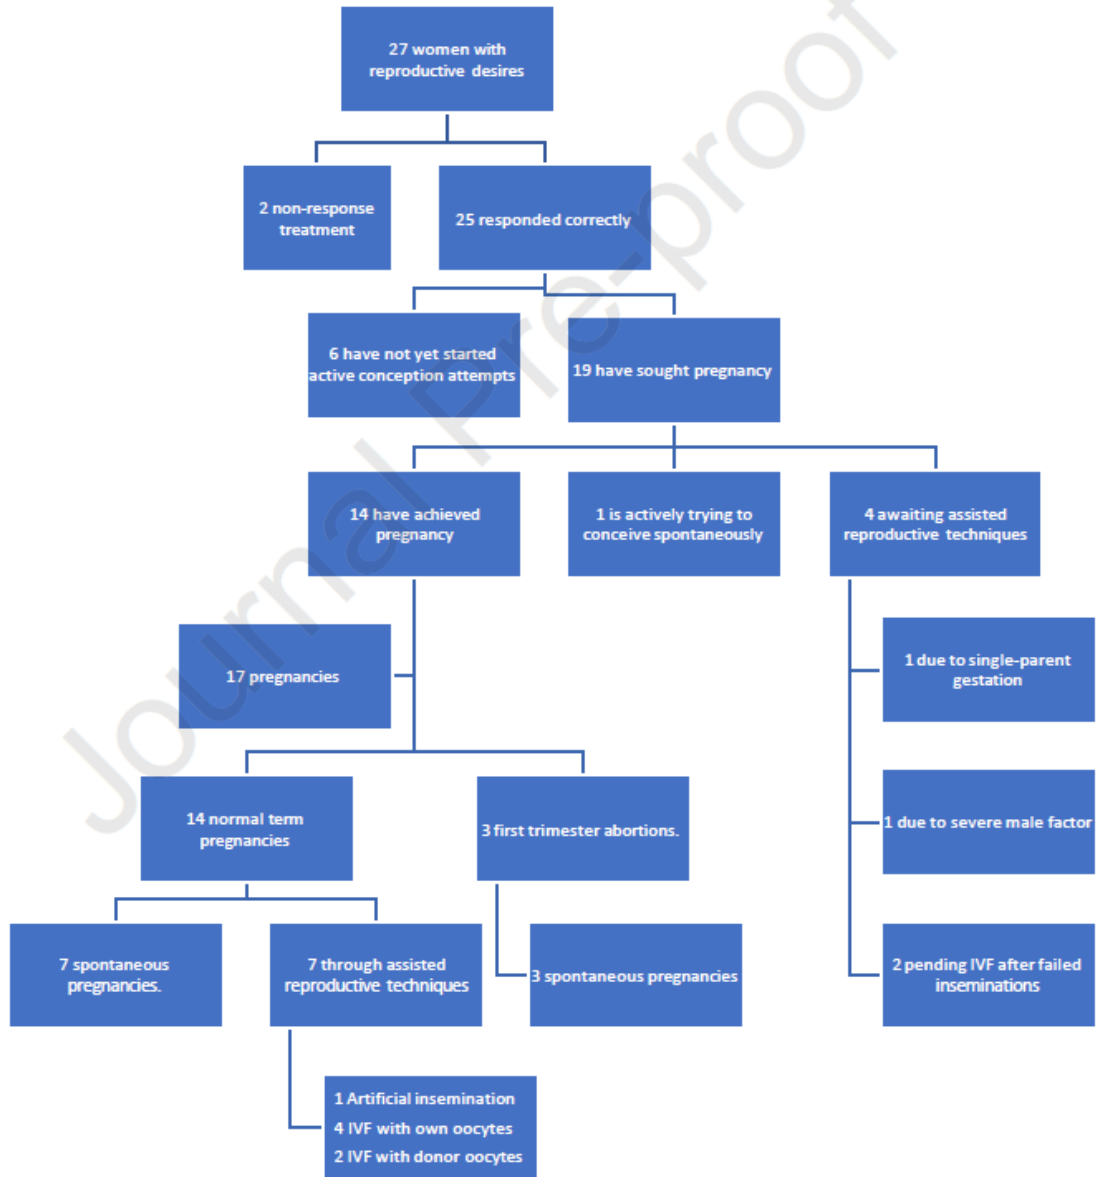 27 women with
reproductive desires
2 non-response
treatment
25 responded correctly
6 have not yet started
active conception attempts
19 have sought pregnancy
14 have achieved
pregnancy
1 is actively trying to
conceive spontaneously
4 awaiting assisted
reproductive techniques
17 pregnancies
1 due to single-parent
gestation
14 normal term
pregnancies
3 first trimester abortions.
1 due to severe male factor
7 spontaneous
pregnancies.
7 through assisted
reproductive techniques
3 spontaneous pregnancies
2 pending IVF after failed
inseminations
1 Artificial insemination
4 IVF with own oocytes
2 IVF with donor oocytes
Journal Pre-proof